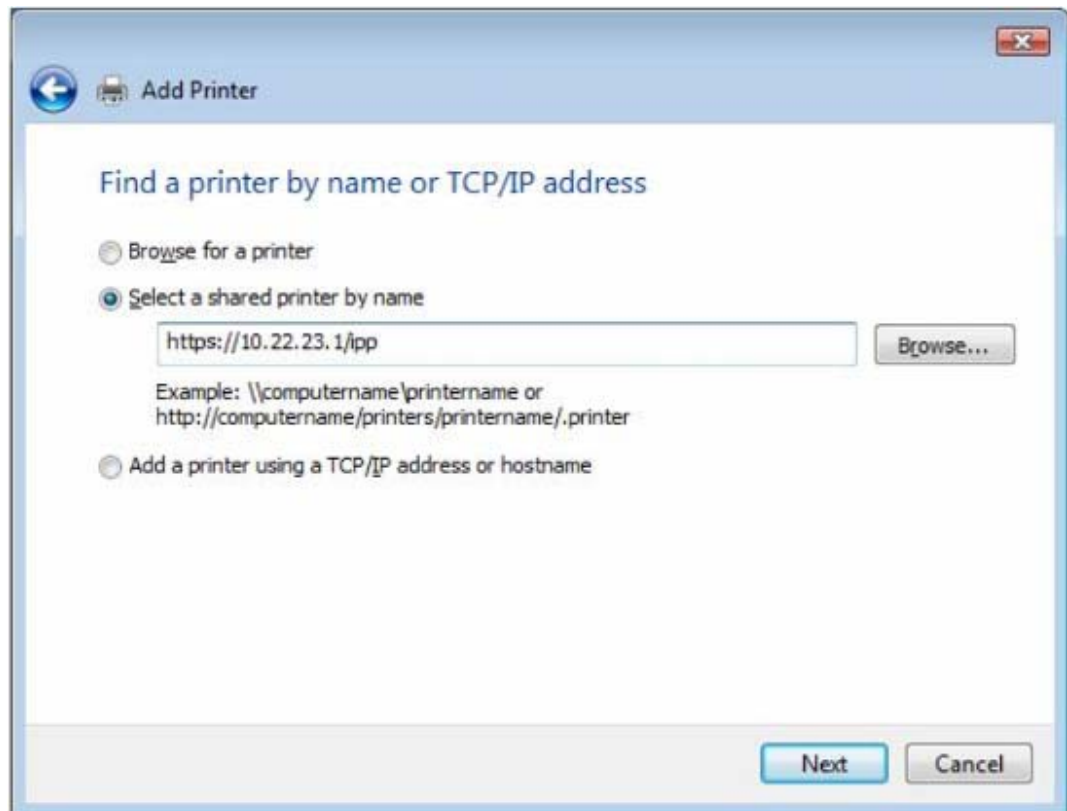 Add Printer
Find a printer by name or TCP/IP address
Browse for a printer
Select a shared printer by name
https://10.22.23.1/ipp
Browse...
Example: \\computername\printername or
http://computername/printers/printername/.printer
Add a printer using a TCP/IP address or hostname
Next
Cancel